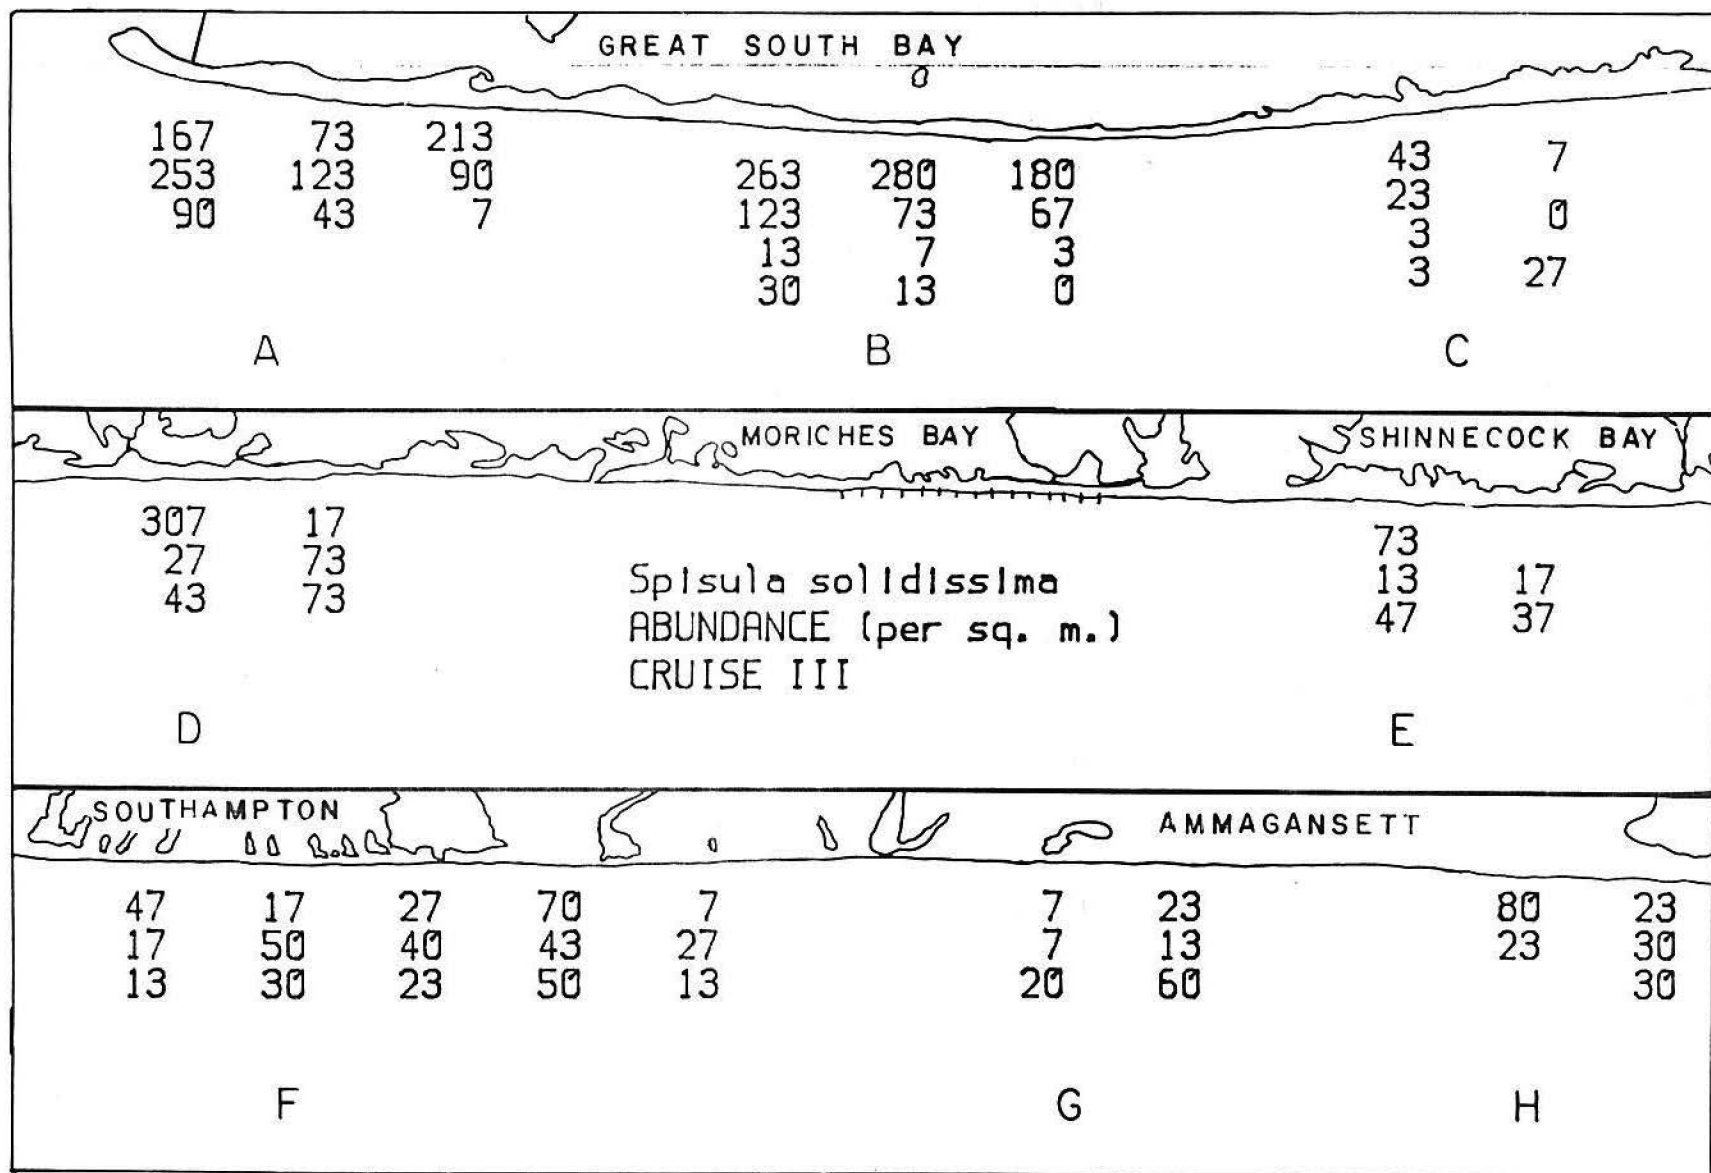 GREAT SOUTH BAY
167 73 213
253 123 90
90 43 7
263 280 180
123 73 67
13 7 3
30 13 0
43 7
23
0
3
3 27
A B C
MORICHES BAY SHINNECOCK BAY
307 17
27 73
43 73
73
13 17
47 37
Spisula solidissima
ABUNDANCE (per sq. m.)
CRUISE III
D E
SOUTHAMPTON AMMAGANSETT
47 17 27 70 7 7 23 80 23
17 50 40 43 27 7 13 23 30
13 30 23 50 13 20 60 30
F G H